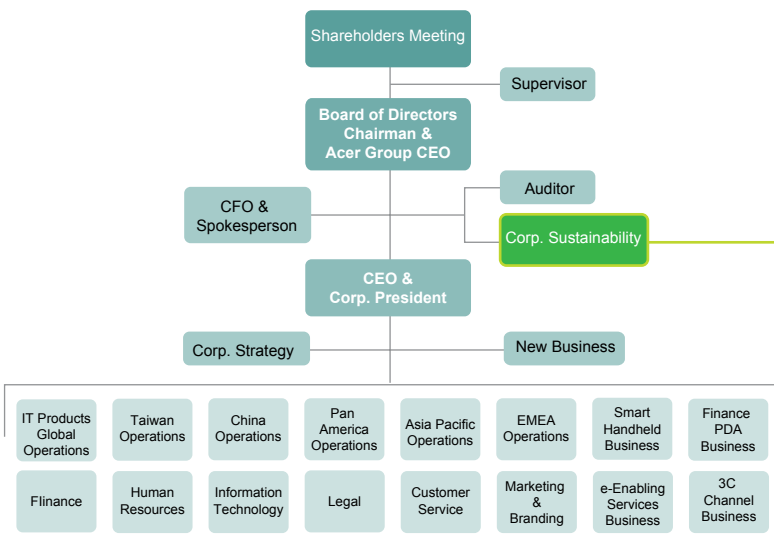 Shareholders Meeting
Supervisor
Board of Directors
Chairman &
Acer Group CEO
Auditor
CFO &
Spokesperson
Corp. Sustainability
CEO &
Corp. President
Corp. Strategy
New Business
IT Products
Global
Operations
Taiwan
Operations
China
Operations
Pan
America
Operations
Asia Pacific
Operations
EMEA
Operations
Smart
Handheld
Business
Finance
PDA
Business
FIinance
Human
Resources
Information
Technology
Legal
Customer
Service
Marketing
&
Branding
e-Enabling
Services
Business
3C
Channel
Business